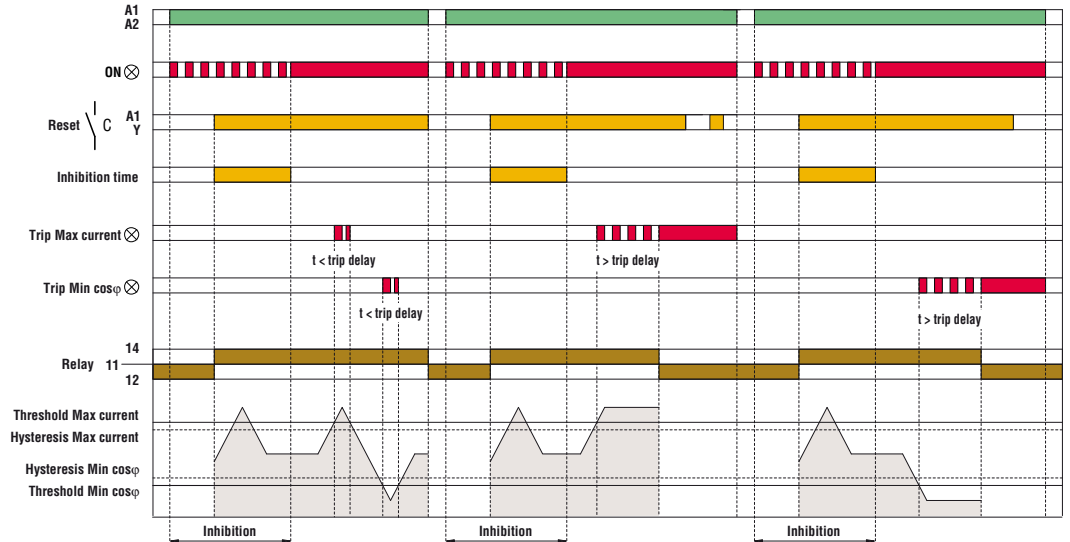 A1
A2
ON
Reset C A1
Y
Inhibition time
Trip Max current
t < trip delay
t > trip delay
Trip Min cosφ
t < trip delay
t > trip delay
14
Relay 11
12
Threshold Max current
Hysteresis Max current
Hysteresis Min cosφ
Threshold Min cosφ
Inhibition
Inhibition
Inhibition